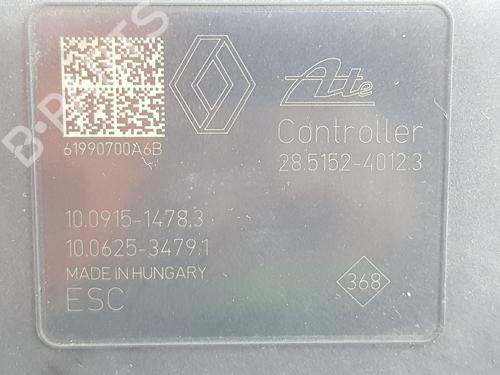 Ate
61990700A6B
Controller
28.5152-4012.3
10.0915-1478.3
10.0625-3479.1
MADE IN HUNGARY
368
ESC
B-PARTS